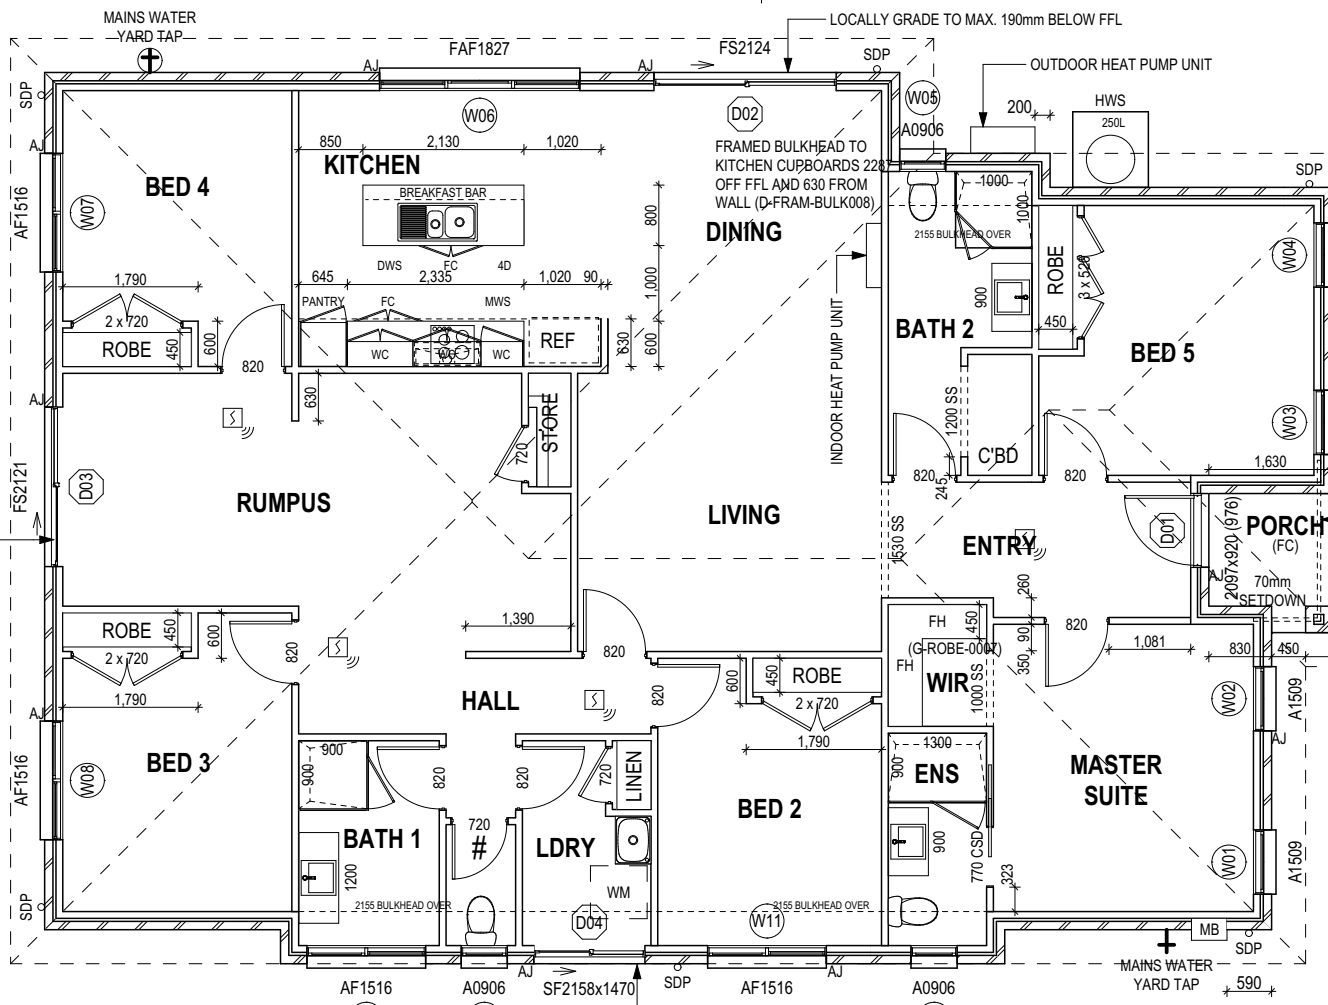 MAINS WATER
YARD TAP
LOCALLY GRADE TO MAX. 190mm BELOW FFL
FAF1827
FS2124
OUTDOOR HEAT PUMP UNIT
AJ
AJ
SDP
SDP
W05
A0906
200
HWS
250L
W06
D02
AJ
850
2,130
1,020
FRAMED BULKHEAD TO
KITCHEN CUPBOARDS 2287
OFF FFL AND 630 FROM
WALL (D-FRAM-BULK008)
KITCHEN
BED 4
BREAKFAST BAR
800
1000
1000
SDP
AF1516
W07
DINING
2155 BULKHEAD OVER
ROBE
3 x 520
W04
DWS
FC
4D
1,790
645
2,335
1,020
90
1,000
900
PANTRY
FC
MWS
2 x 720
ROBE
450
600
WC
WC
WC
REF
630
600
INDOOR HEAT PUMP UNIT
BATH 2
450
BED 5
820
630
STORE
720
AJ
1200 SS
C'BD
W03
1,630
820
245
820
FS2121
D03
RUMPUS
LIVING
1530 SS
ENTRY
D01
2097x920 (976)
PORCH
(FC)
AJ
70mm
SETDOWN
260
ROBE
450
600
1,390
820
820
FH
450
90
350
820
1,081
830
450
(G-ROBE-0007)
2 x 720
FH
WIR
1000 SS
1,790
AJ
HALL
820
600
450
ROBE
2 x 720
1,790
W02
A1509
AJ
AF1516
W08
BED 3
900
900
820
820
720
LINEN
1300
900
ENS
MASTER
SUITE
BED 2
BATH 1
720
#
LDRY
1200
900
770 CSD
323
W01
A1509
WM
SDP
2155 BULKHEAD OVER
D04
W11
2155 BULKHEAD OVER
MB
SDP
AJ
SDP
AJ
MAINS WATER
YARD TAP
AF1516
A0906
SF2158x1470
AF1516
A0906
590